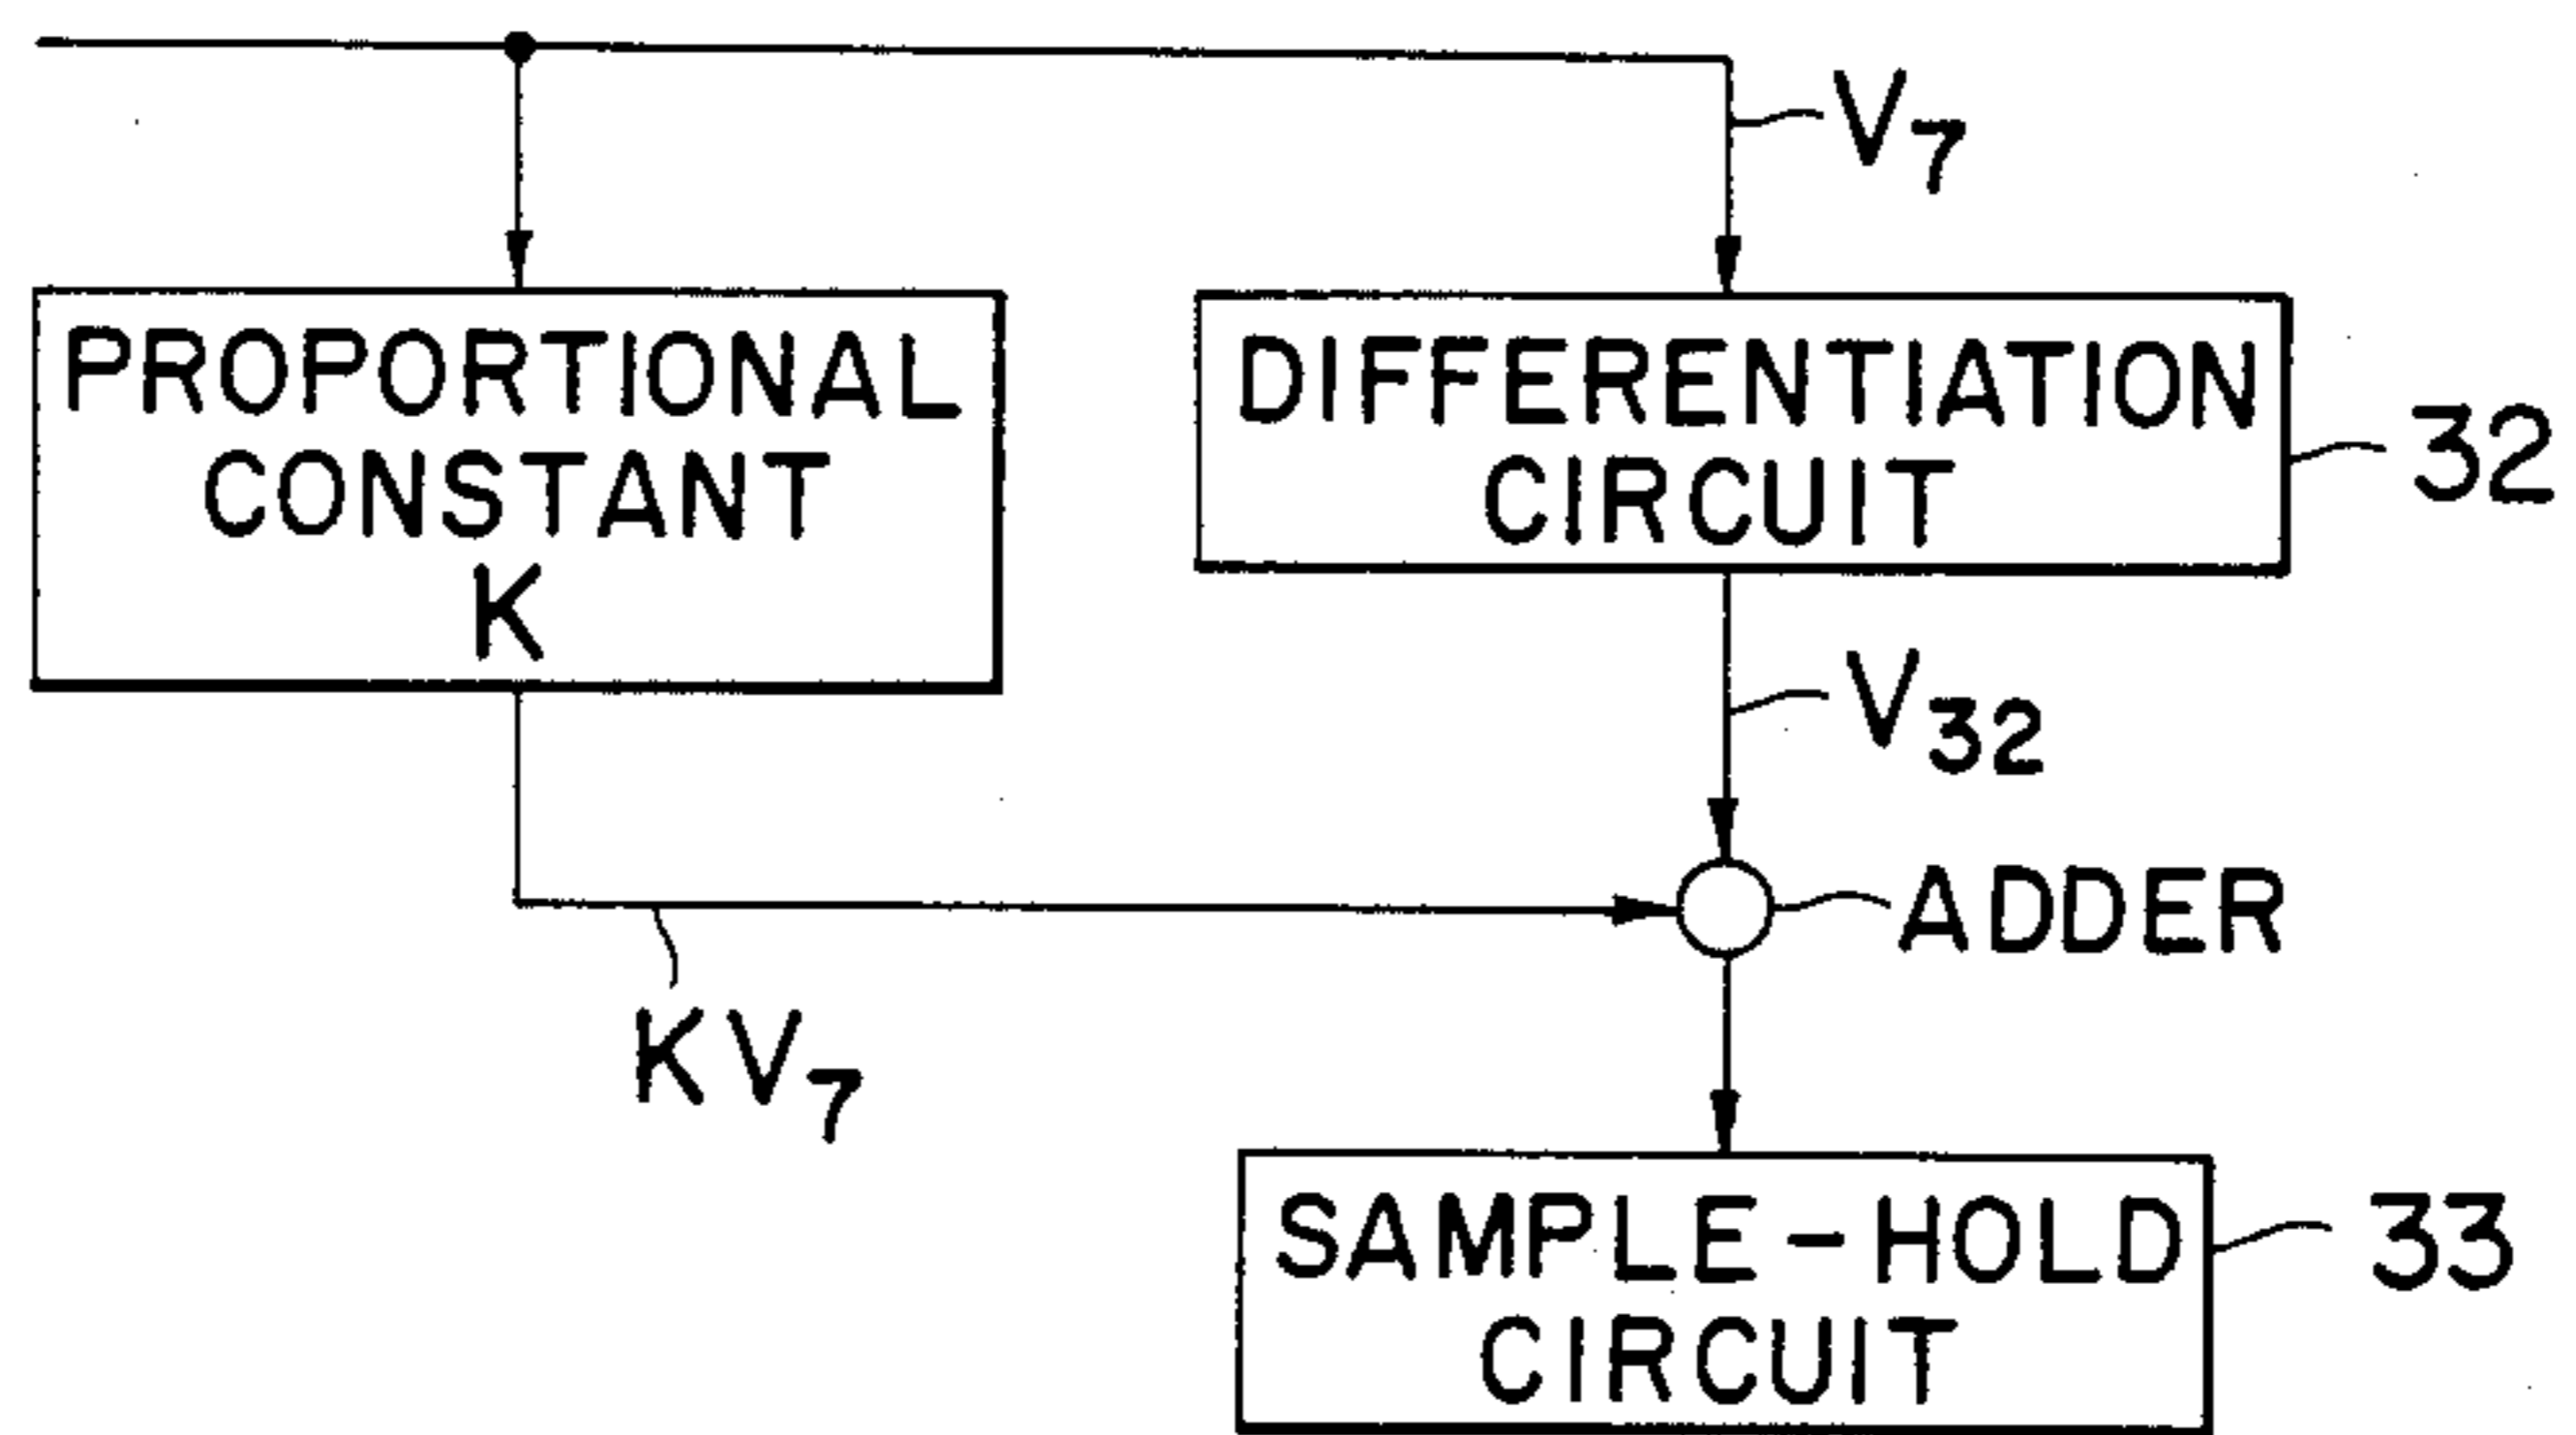 V7
PROPORTIONAL
CONSTANT
K
DIFFERENTIATION
CIRCUIT
32
V32
ADDER
KV7
SAMPLE-HOLD
CIRCUIT
33